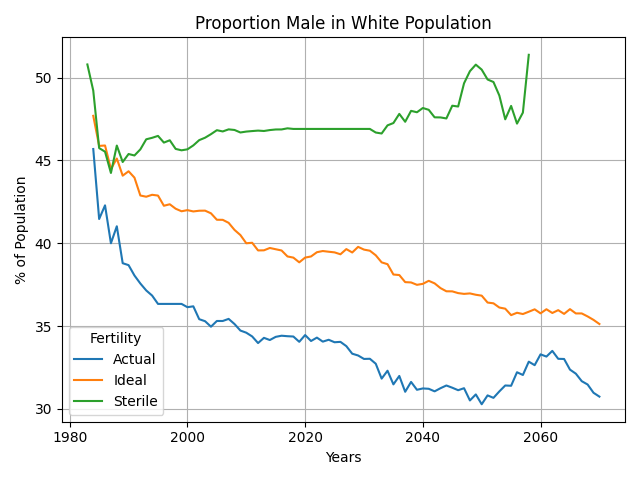 Proportion Male in White Population
% of Population
50
45
40
35
30
Fertility
Actual
Ideal
Sterile
1980
2000
2020
2040
2060
Years